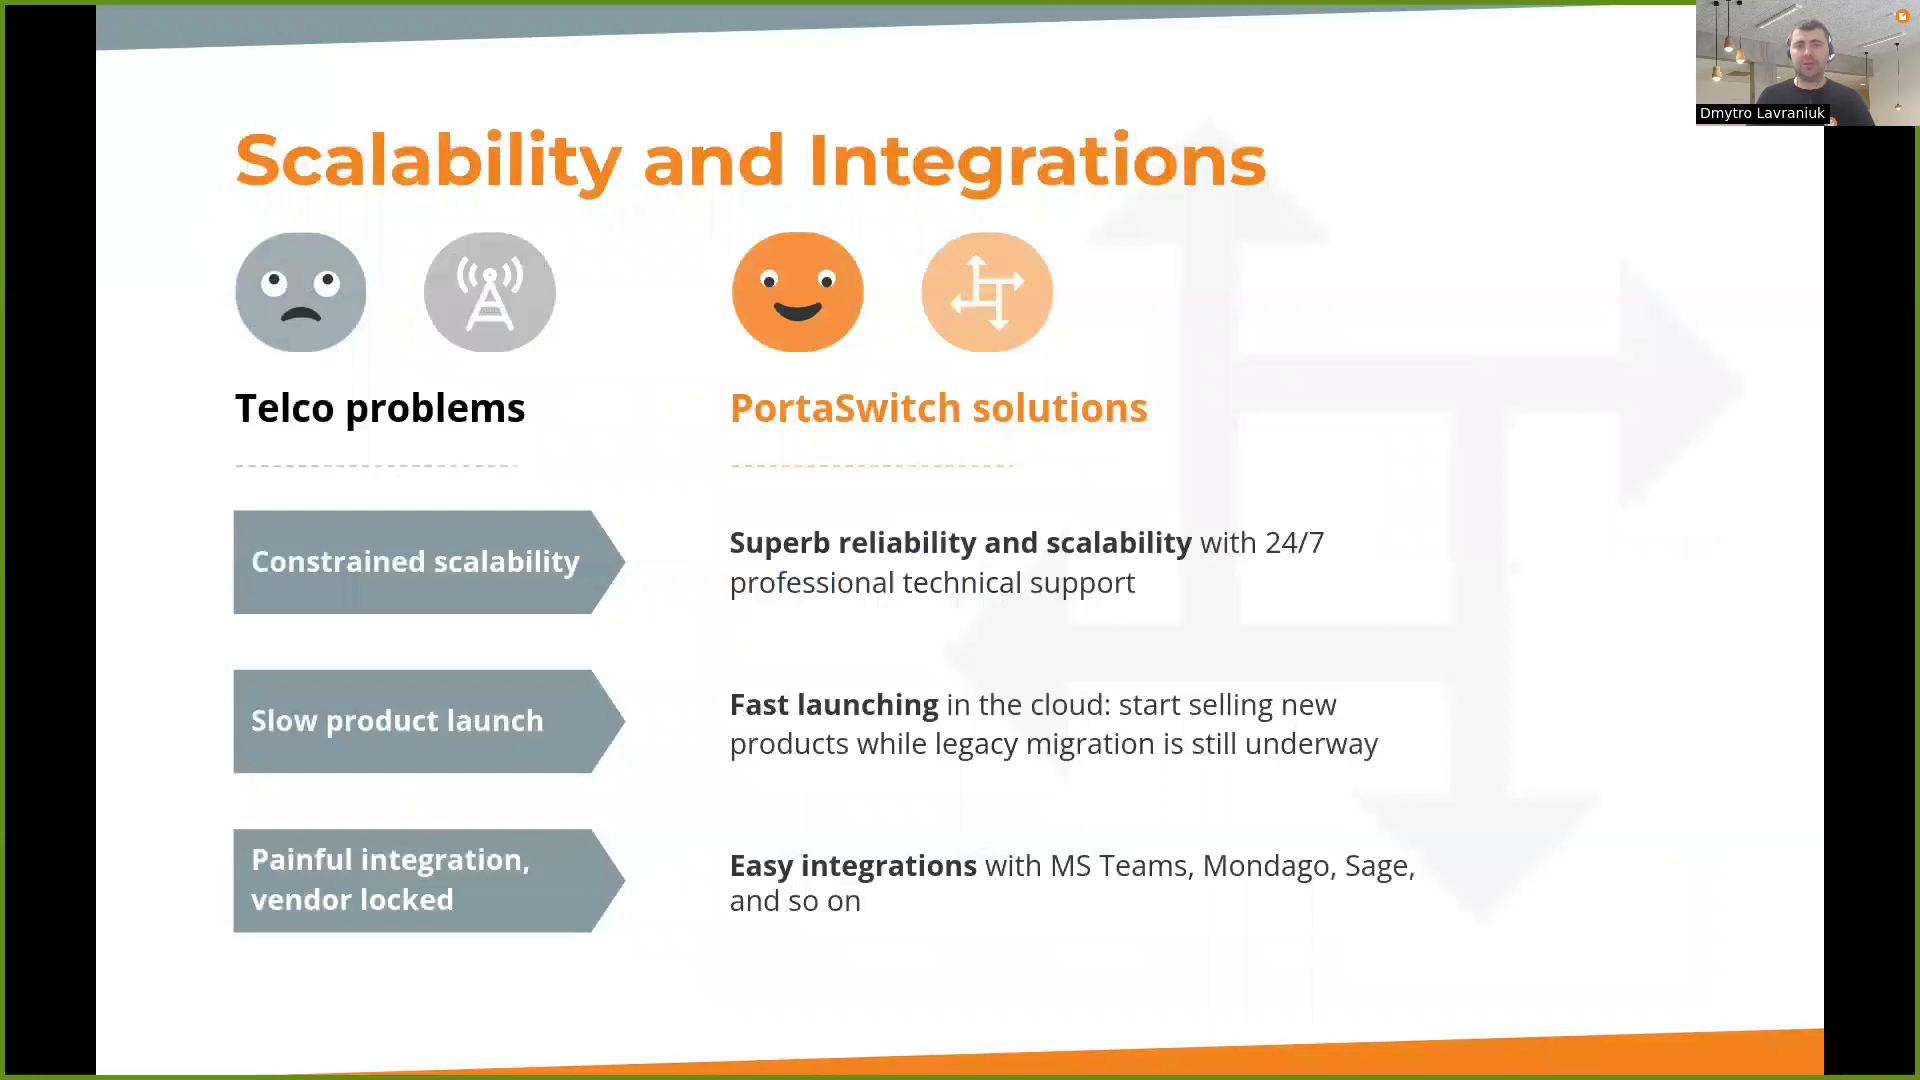 Dmytro Lavraniuk
Scalability and Integrations
Telco problems
PortaSwitch solutions
Constrained scalability
Superb reliability and scalability with 24/7
professional technical support
Slow product launch
Fast launching in the cloud: start selling new
products while legacy migration is still underway
Painful integration,
vendor locked
Easy integrations with MS Teams, Mondago, Sage,
and so on